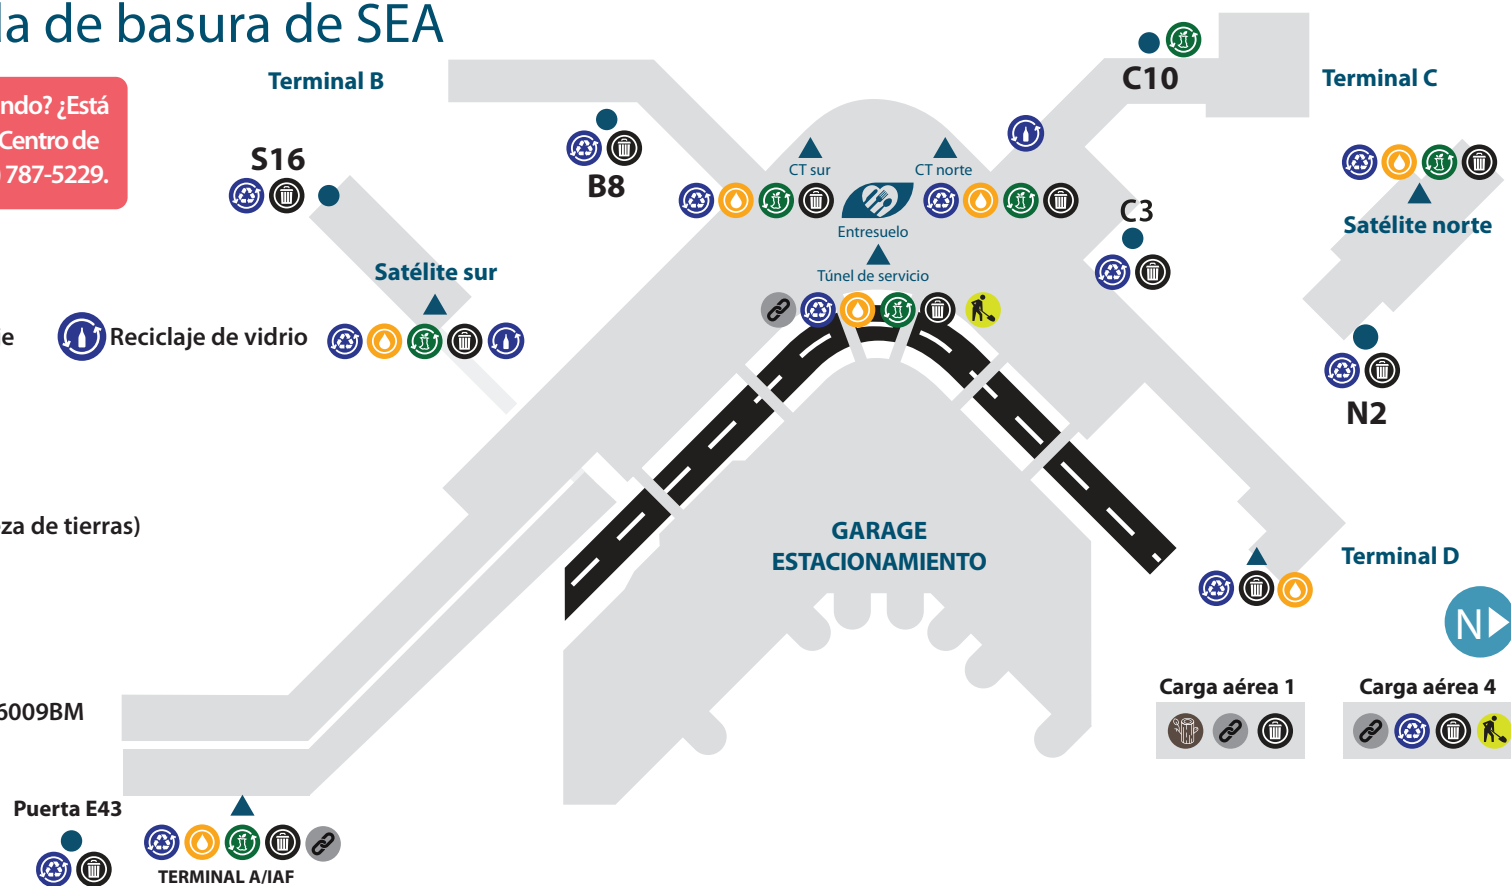 la de basura de SEA
ndo? ¿Está
Centro de
787-5229.
Terminal B
C10
Terminal C
S16
B8
CT sur
CT norte
Entresuelo
Túnel de servicio
C3
Satélite norte
Satélite sur
Reciclaje de vidrio
N2
za de tierras)
GARAGE
ESTACIONAMIENTO
Terminal D
N
Carga aérea 1
Carga aérea 4
6009BM
Puerta E43
TERMINAL A/IAF